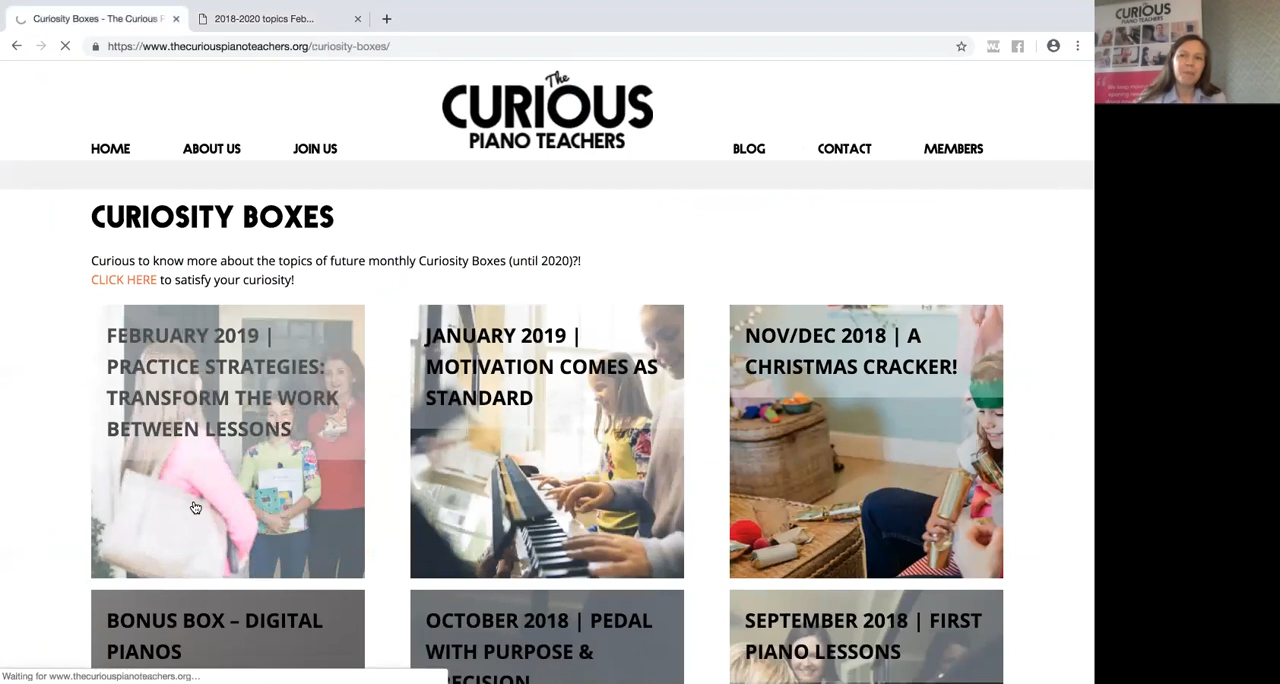 Curiosity Boxes - The Curious P
2018-2020 topics Feb...
https://www.thecuriouspianoteachers.org/curiosity-boxes/
The
CURIOUS
PIANO TEACHERS
HOME
ABOUT US
JOIN US
BLOG
CONTACT
MEMBERS
CURIOSITY BOXES
Curious to know more about the topics of future monthly Curiosity Boxes (until 2020)?!
CLICK HERE to satisfy your curiosity!
FEBRUARY 2019 |
PRACTICE STRATEGIES:
TRANSFORM THE WORK
BETWEEN LESSONS
JANUARY 2019 |
MOTIVATION COMES AS
STANDARD
NOV/DEC 2018 | A
CHRISTMAS CRACKER!
BONUS BOX – DIGITAL
PIANOS
OCTOBER 2018 | PEDAL
WITH PURPOSE &
PRECISION
SEPTEMBER 2018 | FIRST
PIANO LESSONS
Waiting for www.thecuriouspianoteachers.org...
CURIOUS
PIANO TEACHERS